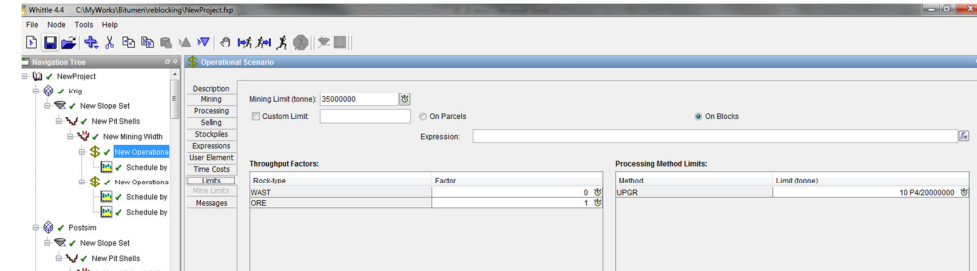 Whittle 4.4 C:\MyWorks\Bitumen\reblocking\NewProject.fxp
File Node Tools Help
Navigation Tree
Operational Scenario
NewProject
Krig
New Slope Set
New Pit Shells
New Mining Width
New Operationa
Schedule by
New Operationa
Schedule by
Schedule by
Postsim
New Slope Set
New Pit Shells
Description
Mining
Processing
Selling
Stockpiles
Expressions
User Element
Time Costs
Limits
Mine Limits
Messages
Mining Limit (tonne): 35000000
Custom Limit: On Parcels On Blocks
Expression:
Throughput Factors:
Rock-type Factor
WAST 0
ORE 1
Processing Method Limits:
Method Limit (tonne)
UPGR 10 P4/20000000